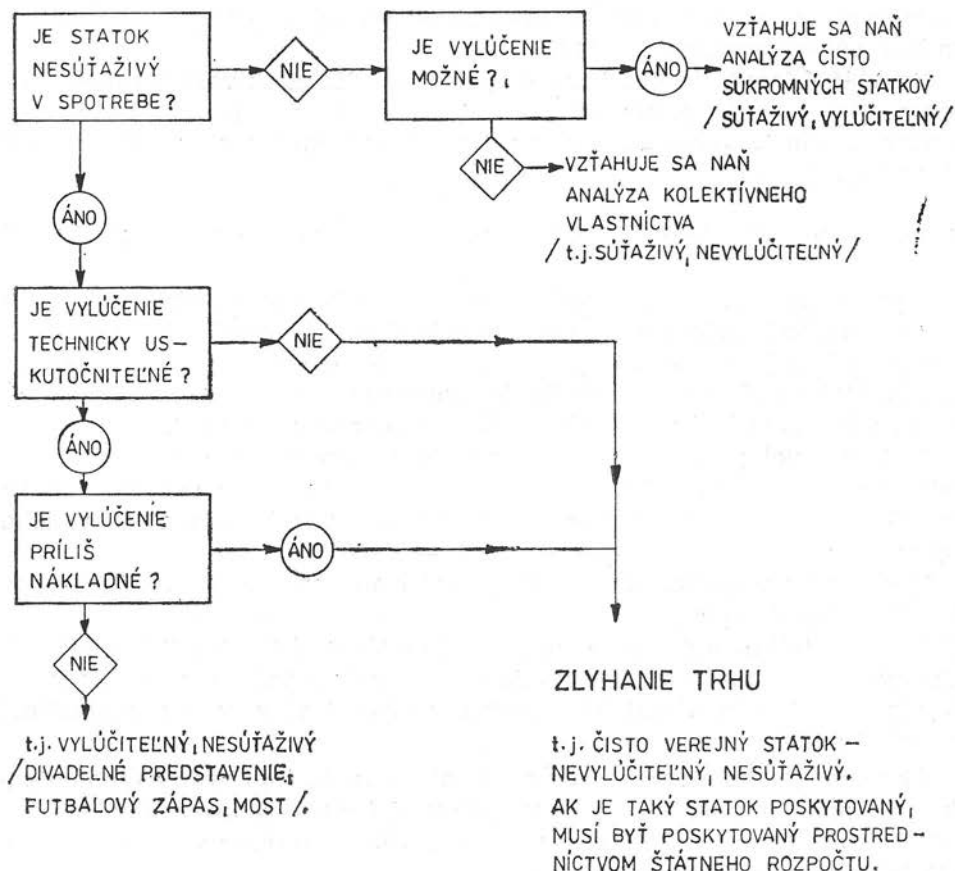 JE STATOK
NESÚŤAŽIVÝ
V SPOTREBE?
NIE
JE VYLÚČENIE
MOŽNÉ?
ÁNO
VZŤAHUJE SA NAŇ
ANALÝZA ČISTO
SÚKROMNÝCH STATKOV
/SÚŤAŽIVÝ, VYLÚČITEĽNÝ/
NIE
VZŤAHUJE SA NAŇ
ANALÝZA KOLEKTÍVNEHO
VLASTNÍCTVA
/t.j. SÚŤAŽIVÝ, NEVYLÚČITEĽNÝ/
ÁNO
JE VYLÚČENIE
TECHNICKY US-
KUTOČNITEĽNÉ?
NIE
ÁNO
JE VYLÚČENIE
PRÍLIŠ
NÁKLADNÉ?
ÁNO
NIE
t.j. VYLÚČITEĽNÝ, NESÚŤAŽIVÝ
/DIVADELNÉ PREDSTAVENIE,
FUTBALOVÝ ZÁPAS, MOST/.
ZLYHANIE TRHU
t.j. ČISTO VEREJNÝ STATOK –
NEVYLÚČITEĽNÝ, NESÚŤAŽIVÝ.
AK JE TAKÝ STATOK POSKYTOVANÝ,
MUSÍ BYŤ POSKYTOVANÝ PROSTRED-
NÍCTVOM ŠTÁTNEHO ROZPOČTU.